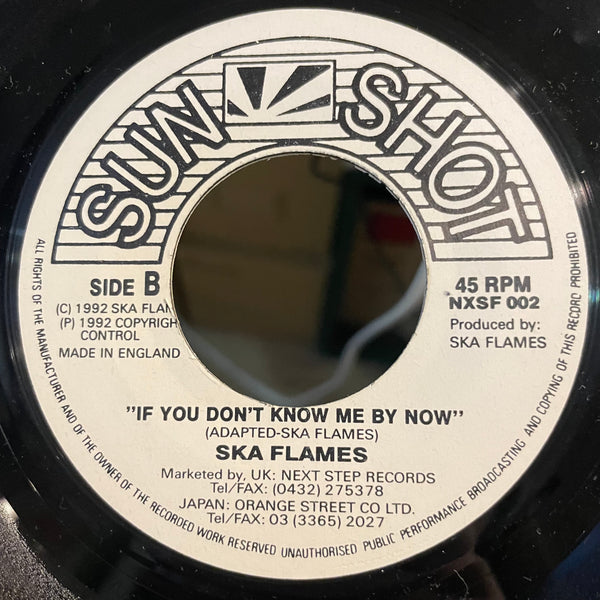 SUN SHOT
SIDE B
45 RPM
NXSF 002
(C) 1992 SKA FLAM
(P) 1992 COPYRIGH
CONTROL
MADE IN ENGLAND
Produced by:
SKA FLAMES
"IF YOU DON'T KNOW ME BY NOW"
(ADAPTED-SKA FLAMES)
SKA FLAMES
Marketed by, UK: NEXT STEP RECORDS
Tel/FAX: (0432) 275378
JAPAN: ORANGE STREET CO LTD.
Tel/FAX: 03 (3365) 2027
ALL RIGHTS OF THE MANUFACTURER AND OF THE OWNER OF THE RECORDED WORK RESERVED UNAUTHORISED PUBLIC PERFORMANCE BROADCASTING AND COPYING OF THIS RECORD PROHIBITED